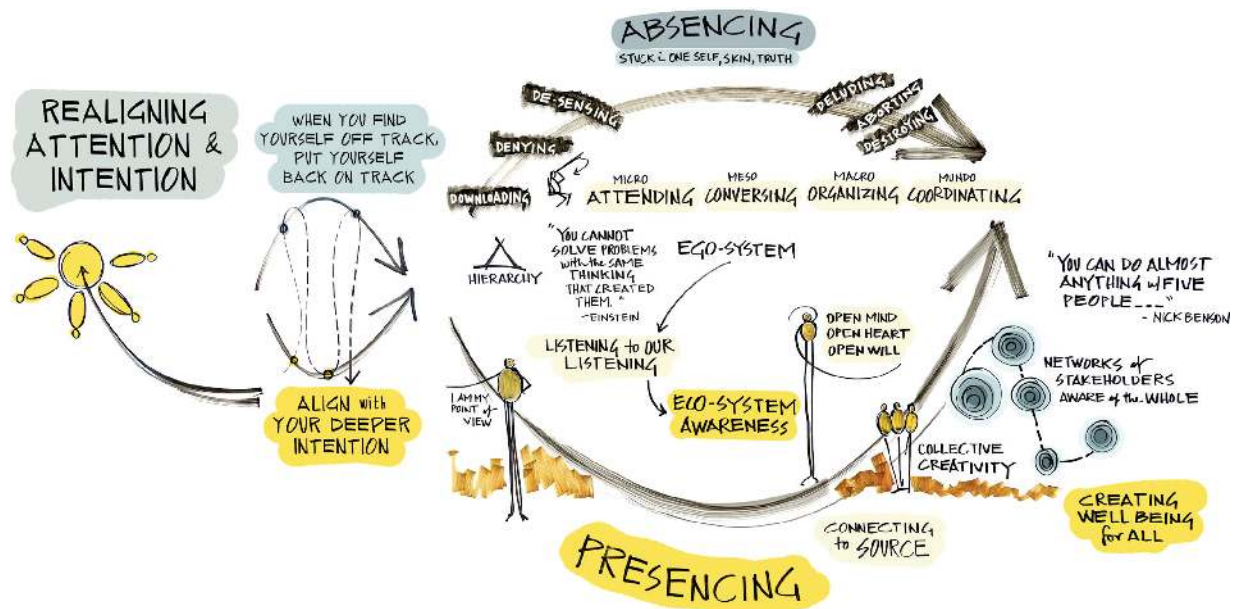 ABSENCING
STUCK in ONE SELF, SKIN, TRUTH
REALIGNING
ATTENTION &
INTENTION
WHEN YOU FIND
YOURSELF OFF TRACK,
PUT YOURSELF
BACK ON TRACK
ALIGN with
YOUR DEEPER
INTENTION
DOWNLOADING
DENYING
DE-SENSING
DELUDING
ABORTING
DESTROYING
MICRO
ATTENDING
MESO
CONVERSING
MACRO
ORGANIZING
MUNDO
COORDINATING
HIERARCHY
"YOU CANNOT
SOLVE PROBLEMS
with the SAME
THINKING
THAT CREATED
THEM."
-EINSTEIN
EGO-SYSTEM
LISTENING to OUR
LISTENING
ECO-SYSTEM
AWARENESS
I AM MY
POINT of
VIEW
OPEN MIND
OPEN HEART
OPEN WILL
"YOU CAN DO ALMOST
ANYTHING w/ FIVE
PEOPLE..."
- NICK BENSON
NETWORKS of
STAKEHOLDERS
AWARE of the WHOLE
COLLECTIVE
CREATIVITY
CONNECTING
to SOURCE
CREATING
WELL BEING
for ALL
PRESENCING